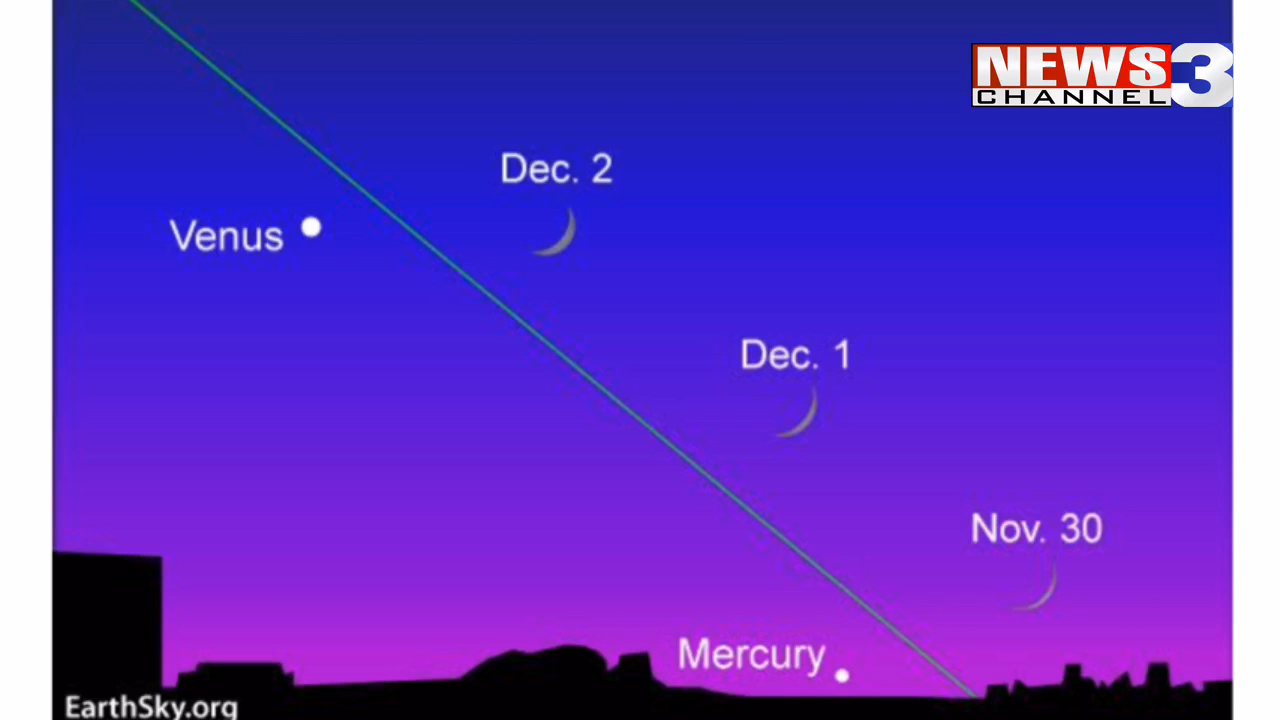 NEWS 3
CHANNEL
Dec. 2
Venus
Dec. 1
Nov. 30
Mercury
EarthSky.org